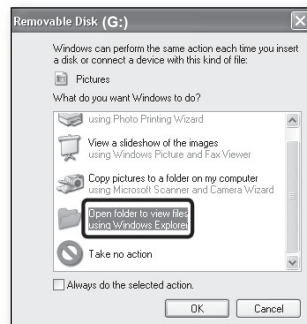 Removable Disk (G:)
Windows can perform the same action each time you insert
a disk or connect a device with this kind of file:
Pictures
What do you want Windows to do?
using Photo Printing Wizard
View a slideshow of the images
using Windows Picture and Fax Viewer
Copy pictures to a folder on my computer
using Microsoft Scanner and Camera Wizard
Open folder to view files
using Windows Explorer
Take no action
Always do the selected action.
OK
Cancel